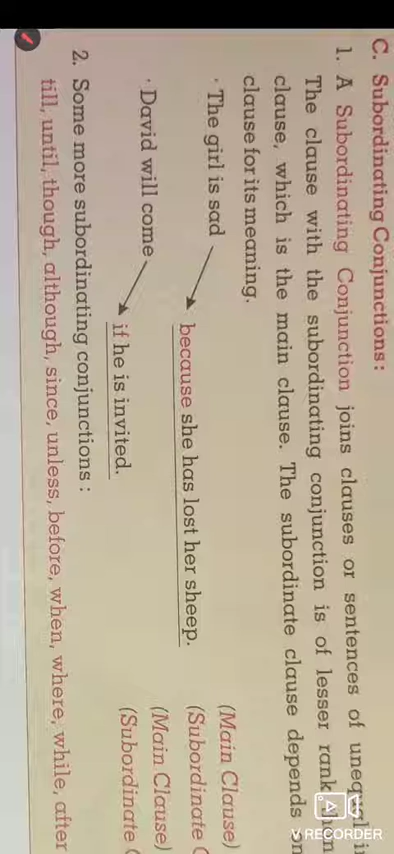 C. Subordinating Conjunctions :
1. A Subordinating Conjunction joins clauses or sentences of unequal
The clause with the subordinating conjunction is of lesser rank than
clause, which is the main clause. The subordinate clause depends on
clause for its meaning.
· The girl is sad (Main Clause)
because she has lost her sheep. (Subordinate
· David will come (Main Clause)
if he is invited. (Subordinate
2. Some more subordinating conjunctions :
till, until, though, although, since, unless, before, when, where, while, after
V RECORDER